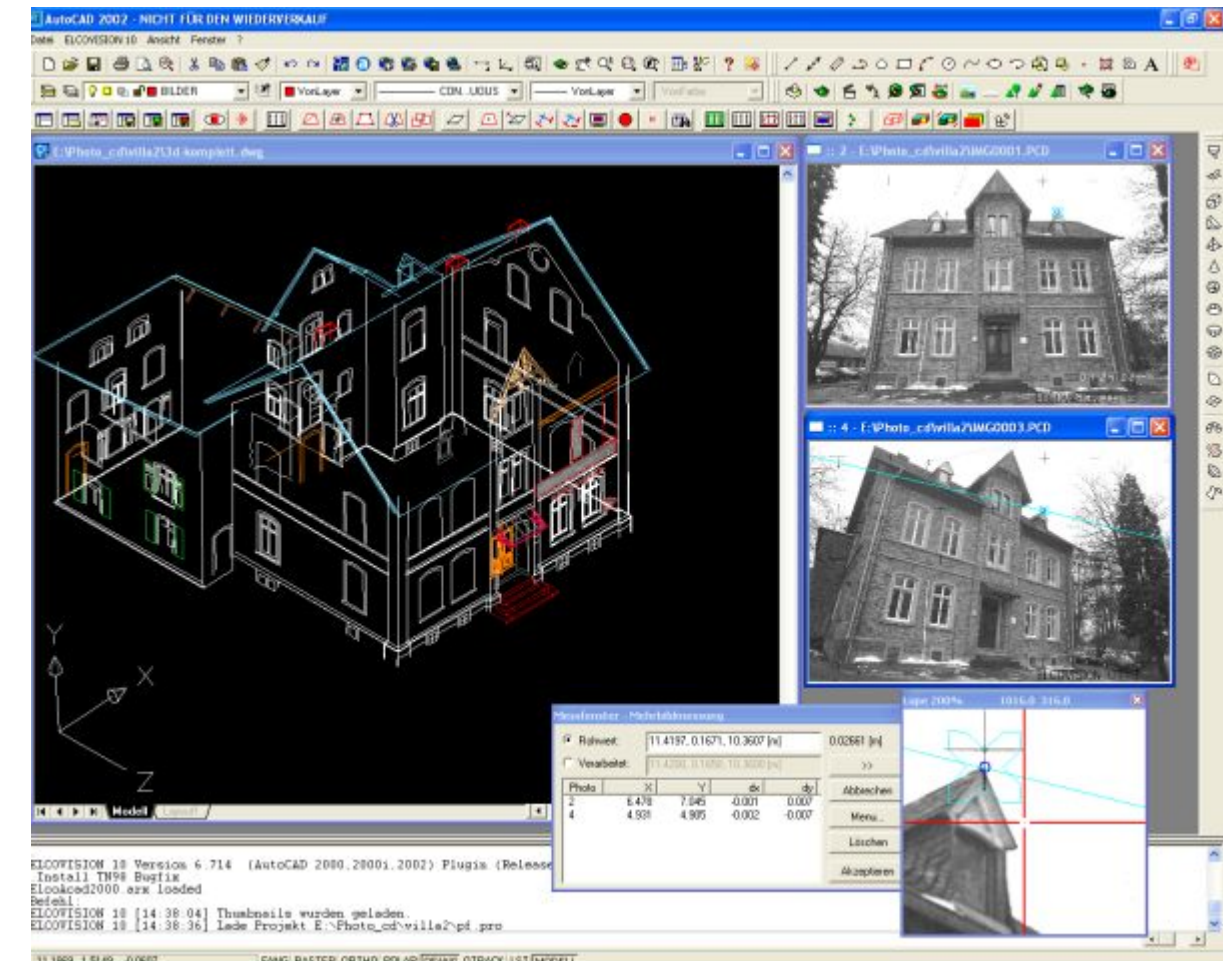 AutoCAD 2002 - NICHT FÜR DEN WIEDERVERKAUF
Datei ELCOVISION 10 Ansicht Fenster ?
BILDER VonLayer CON...UOUS VonLayer VonFarbe
E:\Photo_cd\villa2\3d-komplett.dwg
:: 2 - E:\Photo_cd\villa2\IMG0001.PCD
:: 4 - E:\Photo_cd\villa2\IMG0003.PCD
Y
X
Z
Modell Layout1
Messfenster - Mehrbildmessung
Rohwert: 11.4197, 0.1671, 10.3607 [m] 0.02661 [m]
Verarbeitet: >>
Photo X Y dx dy
2 6.478 7.045 -0.001 0.007
4 4.931 4.985 -0.002 -0.007
Abbrechen
Menu...
Löschen
Akzeptieren
Lupe 200% 1016.0 316.0
ELCOVISION 10 Version 6.714 (AutoCAD 2000,2000i,2002) Plugin (Release
Install TN98 Bugfix
ElcoAcad2000.arx loaded
Befehl:
ELCOVISION 10 [14:38:04] Thumbnails wurden geladen.
ELCOVISION 10 [14:38:36] Lade Projekt E:\Photo_cd\villa2\pd.pro
FANG RASTER ORTHO POLAR OFANG OTRACK LST MODELL